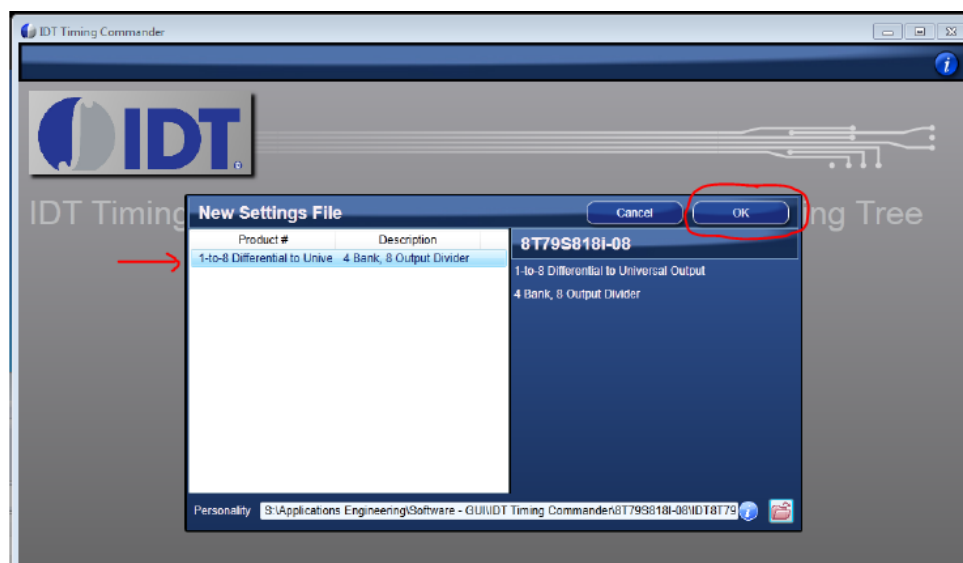 IDT Timing Commander
IDT
IDT Timing
ing Tree
New Settings File
Cancel
OK
Product #
Description
1-to-8 Differential to Unive
4 Bank, 8 Output Divider
8T79S818i-08
1-to-8 Differential to Universal Output
4 Bank, 8 Output Divider
Personality
S:\Applications Engineering\Software - GUI\IDT Timing Commander\8T79S818I-08\IDT8T79